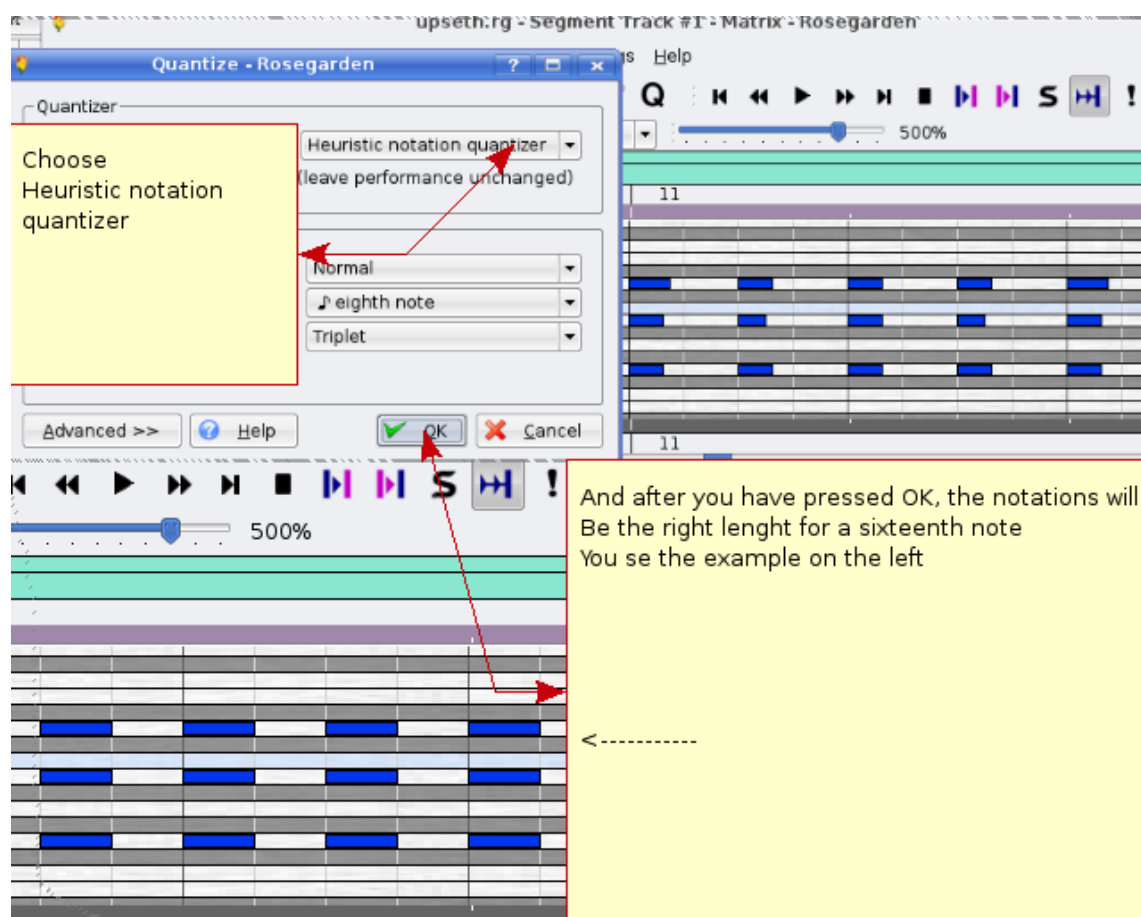 upseth.rg - Segment Track #1 - Matrix - Rosegarden
Help
Quantize - Rosegarden
Q
S
!
500%
Quantizer
Choose
Heuristic notation
quantizer
Heuristic notation quantizer
(leave performance unchanged)
11
Normal
eighth note
Triplet
Advanced >>
Help
OK
Cancel
11
S
!
500%
And after you have pressed OK, the notations will
Be the right lenght for a sixteenth note
You se the example on the left
<-----------